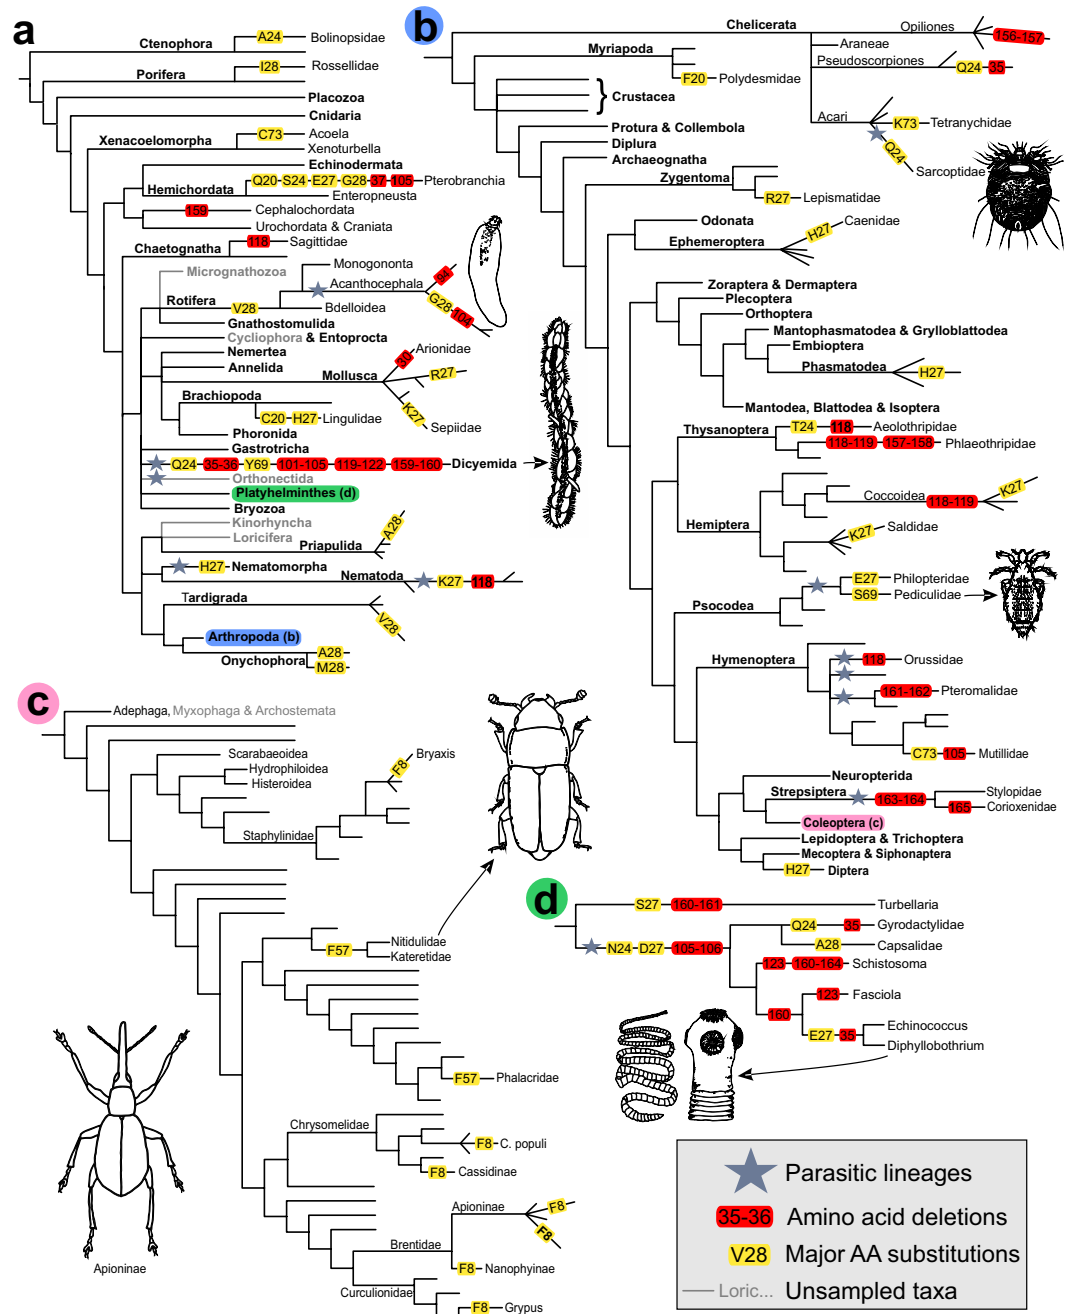 a
Ctenophora
A24 Bolinopsidae
I28 Rossellidae
Porifera
Placozoa
Cnidaria
Xenacoelomorpha
C73 Acoela
Xenoturbella
Echinodermata
Hemichordata
Q20 S24 E27 G28 37 105 Pterobranchia
Enteropneusta
159 Cephalochordata
Urochordata & Craniata
Chaetognatha
118 Sagittidae
Micrognathozoa
Monogononta
Acanthocephala
94
G28 104
Rotifera
V28
Bdelloidea
Gnathostomulida
Cycliophora & Entoprocta
Nemertea
Annelida
Mollusca
30 Arionidae
R27
K27 Sepiidae
Brachiopoda
C20 H27 Lingulidae
Phoronida
Gastrotricha
Q24 35-36 Y69 101-105 119-122 159-160 Dicyemida
Orthonectida
Platyhelminthes (d)
Bryozoa
Kinorhyncha
Loricifera
Priapulida
A28
H27 Nematomorpha
Nematoda
K27 118
Tardigrada
V28
Arthropoda (b)
Onychophora
A28
M28
b
Chelicerata
Opiliones
156-157
Araneae
Pseudoscorpiones
Q24 35
Acari
K73 Tetranychidae
Q24
Sarcoptidae
Myriapoda
F20 Polydesmidae
} Crustacea
Protura & Collembola
Diplura
Archaeognatha
Zygentoma
R27 Lepismatidae
Odonata
Ephemeroptera
H27 Caenidae
Zoraptera & Dermaptera
Plecoptera
Orthoptera
Mantophasmatodea & Grylloblattodea
Embioptera
Phasmatodea
H27
Mantodea, Blattodea & Isoptera
Thysanoptera
T24 118 Aeolothripidae
118-119 157-158 Phlaeothripidae
Hemiptera
Coccoidea 118-119 K27
K27 Saldidae
Psocodea
E27 Philopteridae
S69 Pediculidae
Hymenoptera
118 Orussidae
161-162 Pteromalidae
C73 105 Mutillidae
Neuropterida
Strepsiptera
163-164
Stylopidae
165 Corioxenidae
Coleoptera (c)
Lepidoptera & Trichoptera
Mecoptera & Siphonaptera
H27 Diptera
c
Adephaga, Myxophaga & Archostemata
Scarabaeoidea
Hydrophiloidea
Histeroidea
Staphylinidae
F8 Bryaxis
F57
Nitidulidae
Kateretidae
F57 Phalacridae
Chrysomelidae
F8 C. populi
F8 Cassidinae
Apioninae
F8
F8
Brentidae
F8 Nanophyinae
Curculionidae
F8 Grypus
Apioninae
d
S27 160-161 Turbellaria
N24 D27 105-106
Q24 35 Gyrodactylidae
A28 Capsalidae
123 160-164 Schistosoma
160
123 Fasciola
E27 35
Echinococcus
Diphyllobothrium
Parasitic lineages
35-36 Amino acid deletions
V28 Major AA substitutions
Loric... Unsampled taxa